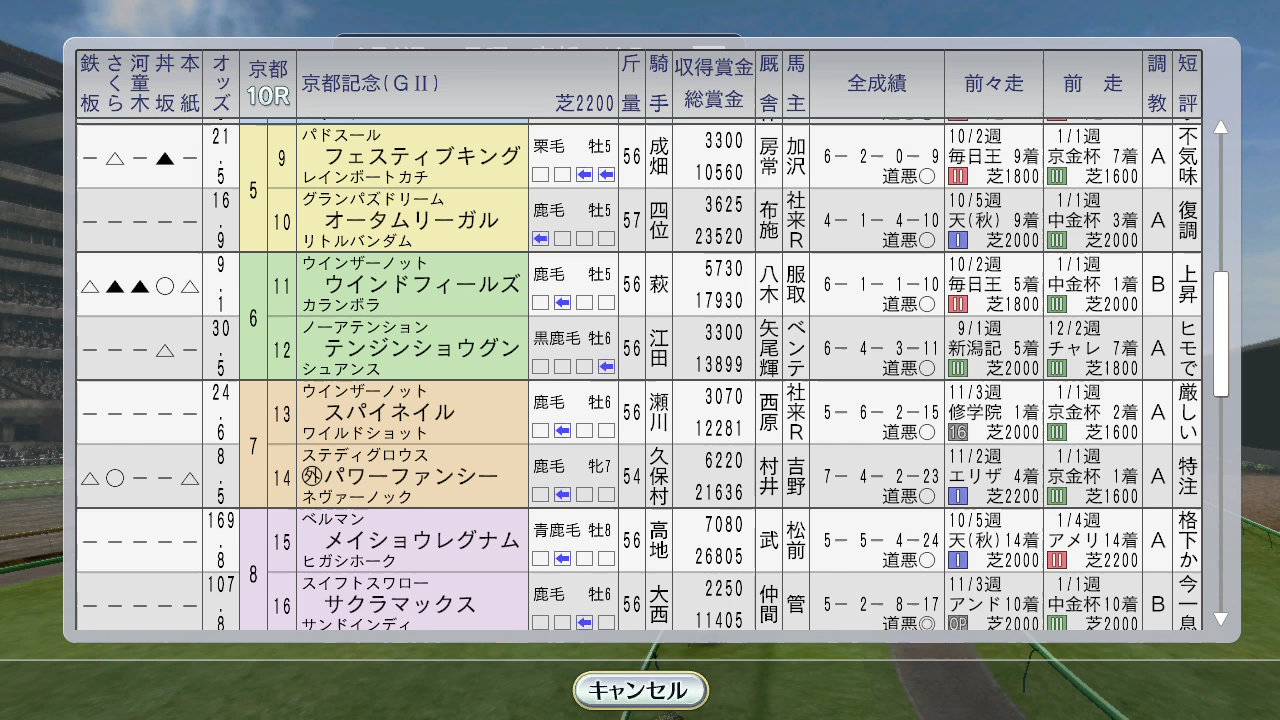 鉄板 さくら 河童木 丼坂 本紙 オッズ 京都 10R 京都記念(GⅡ) 芝2200 斤量 騎手 収得賞金 総賞金 厩舎 馬主 全成績 前々走 前 走 調教 短評
－ △ － ▲ － 21.5 5 9 パドスール 栗毛 牡5 56 成畑 3300 房常 加沢 6－ 2－ 0－ 9 10/2週 1/1週 A 不気味
フェスティブキング 毎日王 9着 京金杯 7着
レインボートカチ 10560 道悪○ Ⅱ 芝1800 Ⅲ 芝1600
－ － － － － 16.9 10 グランパズドリーム 鹿毛 牡5 57 四位 3625 布施 社来R 4－ 1－ 4－10 10/5週 1/1週 A 復調
オータムリーガル 天(秋) 9着 中金杯 3着
リトルバンダム 23520 道悪○ Ⅰ 芝2000 Ⅲ 芝2000
△ ▲ ▲ ○ △ 9.1 6 11 ウインザーノット 鹿毛 牡5 56 萩 5730 八木 服取 6－ 1－ 1－10 10/2週 1/1週 B 上昇
ウインドフィールズ 毎日王 5着 中金杯 1着
カランボラ 17930 道悪○ Ⅱ 芝1800 Ⅲ 芝2000
－ － － △ － 30.5 12 ノーアテンション 黒鹿毛 牡6 56 江田 3300 矢尾輝 ベンテ 6－ 4－ 3－11 9/1週 12/2週 A ヒモで
テンジンショウグン 新潟記 5着 チャレ 7着
シュアンス 13899 道悪○ Ⅲ 芝2000 Ⅲ 芝1800
－ － － － － 24.6 7 13 ウインザーノット 鹿毛 牡6 56 瀬川 3070 西原 社来R 5－ 6－ 2－15 11/3週 1/1週 A 厳しい
スパイネイル 修学院 1着 京金杯 2着
ワイルドショット 12281 道悪○ 16 芝2000 Ⅲ 芝1600
△ ○ － － △ 8.5 14 ステディグロウス 鹿毛 牝7 54 久保村 6220 村井 吉野 7－ 4－ 2－23 11/2週 1/1週 A 特注
外 パワーファンシー エリザ 4着 京金杯 1着
ネヴァーノック 21636 道悪○ Ⅰ 芝2200 Ⅲ 芝1600
－ － － － － 169.8 8 15 ベルマン 青鹿毛 牡8 56 高地 7080 武 松前 5－ 5－ 4－24 10/5週 1/4週 A 格下か
メイショウレグナム 天(秋)14着 アメリ14着
ヒガシホーク 26805 道悪○ Ⅰ 芝2000 Ⅱ 芝2200
－ － － － － 107.8 16 スイフトスワロー 鹿毛 牡6 56 大西 2250 仲間 管 5－ 2－ 8－17 11/3週 1/1週 B 今一息
サクラマックス アンド10着 中金杯10着
サンドインディ 11405 道悪◎ OP 芝2000 Ⅲ 芝2000
キャンセル